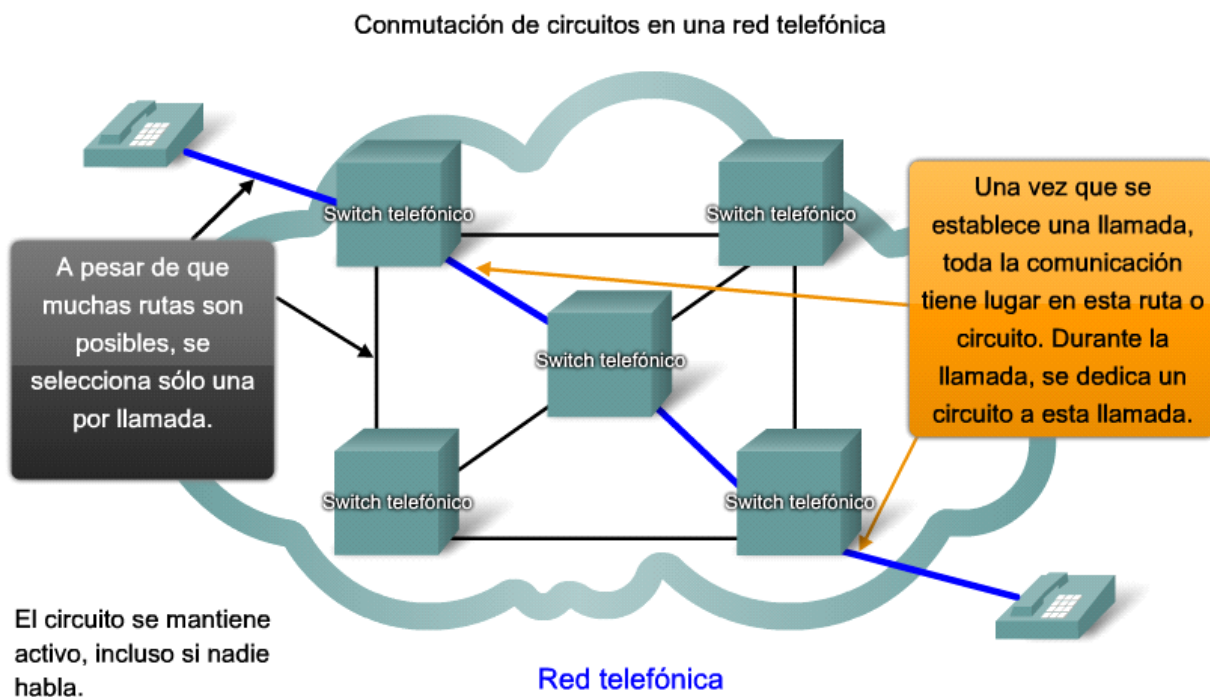 Conmutación de circuitos en una red telefónica
Switch telefónico
Switch telefónico
A pesar de que
muchas rutas son
posibles, se
selecciona sólo una
por llamada.
Una vez que se
establece una llamada,
toda la comunicación
tiene lugar en esta ruta o
circuito. Durante la
llamada, se dedica un
circuito a esta llamada.
Switch telefónico
Switch telefónico
Switch telefónico
El circuito se mantiene
activo, incluso si nadie
habla.
Red telefónica